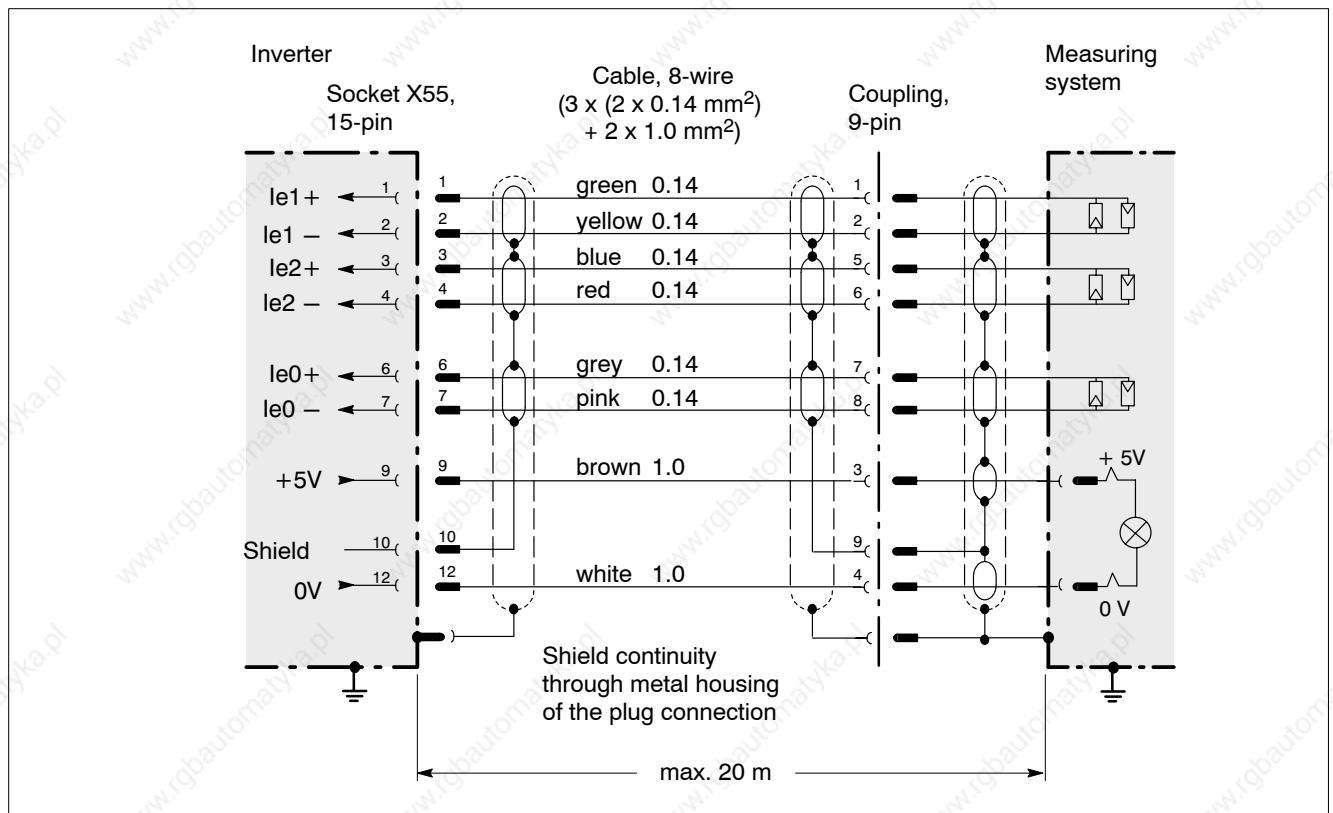 Inverter
Measuring
system
Socket X55,
15-pin
Cable, 8-wire
(3 x (2 x 0.14 mm²)
+ 2 x 1.0 mm²)
Coupling,
9-pin
Ie1+ 1 1 green 0.14 1
Ie1 – 2 2 yellow 0.14 2
Ie2+ 3 3 blue 0.14 5
Ie2 – 4 4 red 0.14 6
Ie0+ 6 6 grey 0.14 7
Ie0 – 7 7 pink 0.14 8
+5V 9 9 brown 1.0 3 + 5V
Shield 10 10 9
0V 12 12 white 1.0 4 0 V
Shield continuity
through metal housing
of the plug connection
max. 20 m
www.rgbautomatyka.pl